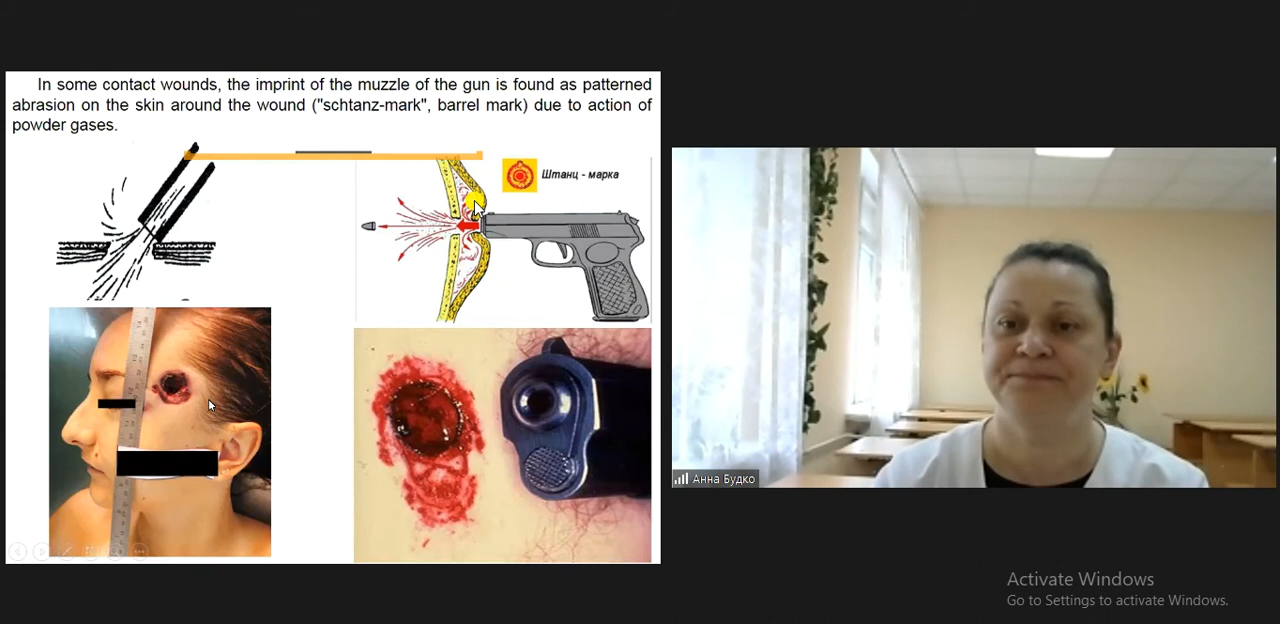 In some contact wounds, the imprint of the muzzle of the gun is found as patterned
abrasion on the skin around the wound ("schtanz-mark", barrel mark) due to action of
powder gases.
Штанц - марка
Анна Будко
Activate Windows
Go to Settings to activate Windows.